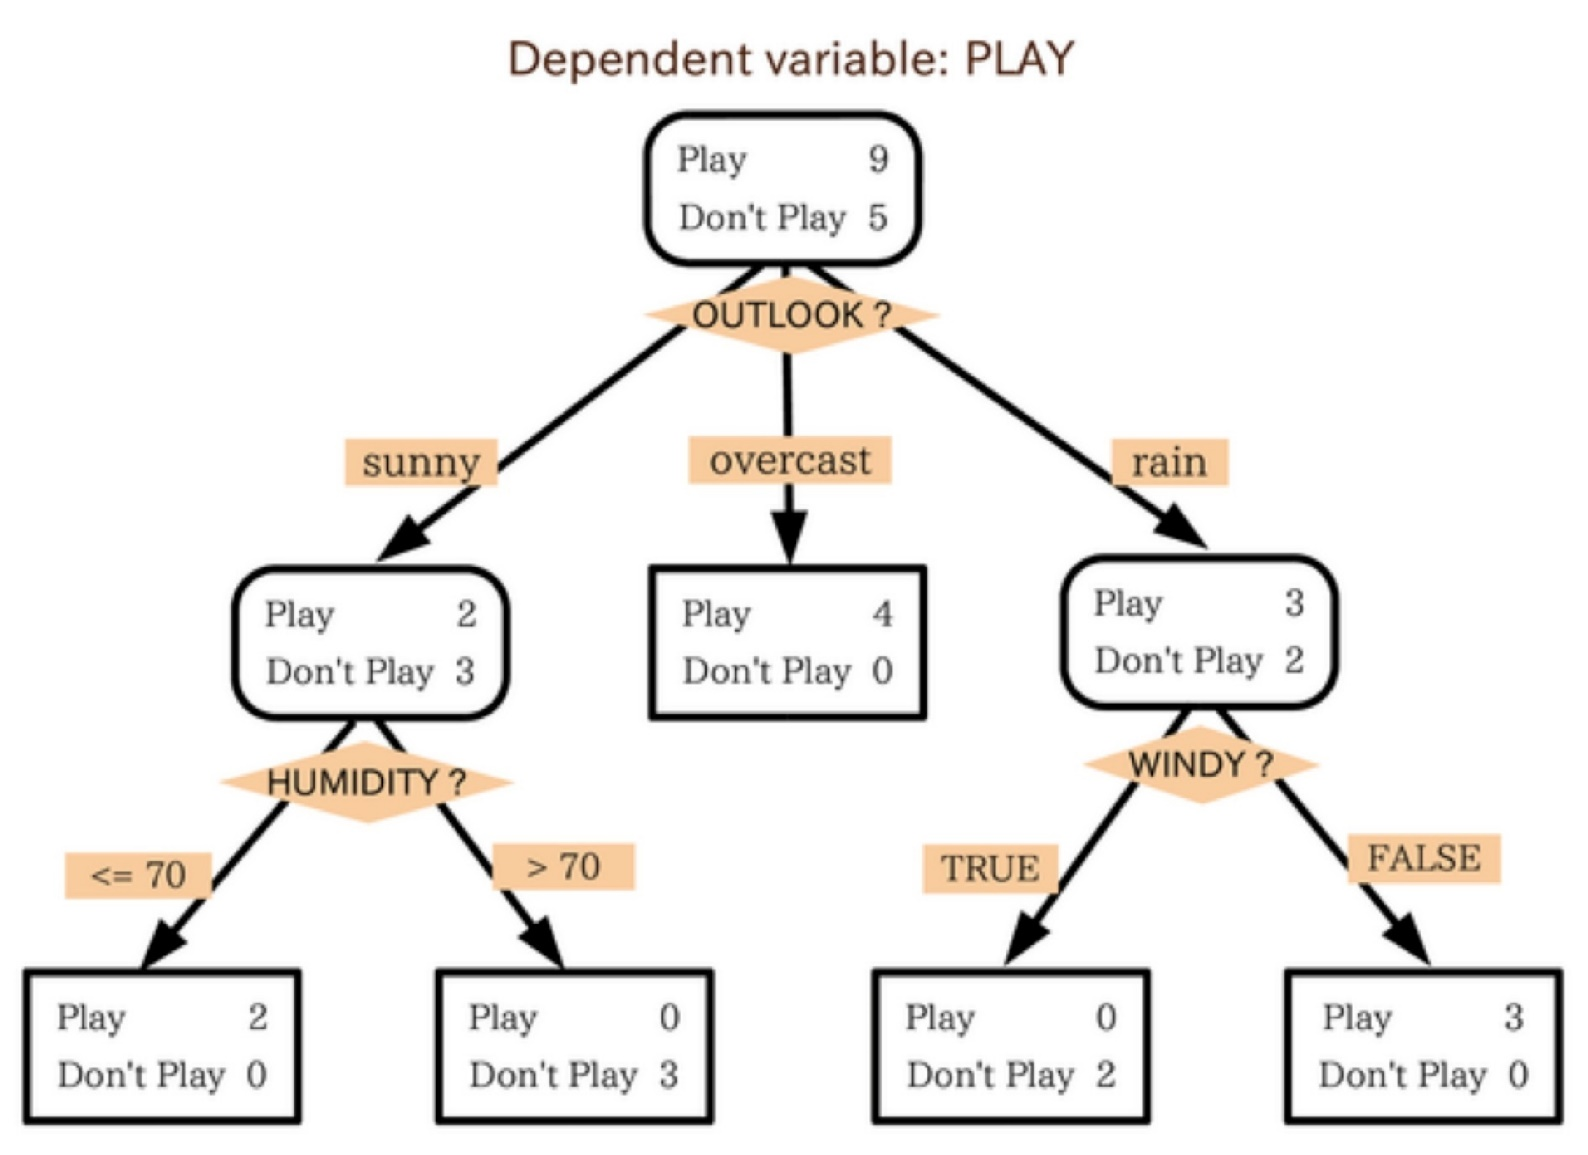 Dependent variable: PLAY
Play 9
Don't Play 5
OUTLOOK ?
sunny
overcast
rain
Play 2
Don't Play 3
Play 4
Don't Play 0
Play 3
Don't Play 2
HUMIDITY ?
WINDY ?
<= 70
> 70
TRUE
FALSE
Play 2
Don't Play 0
Play 0
Don't Play 3
Play 0
Don't Play 2
Play 3
Don't Play 0